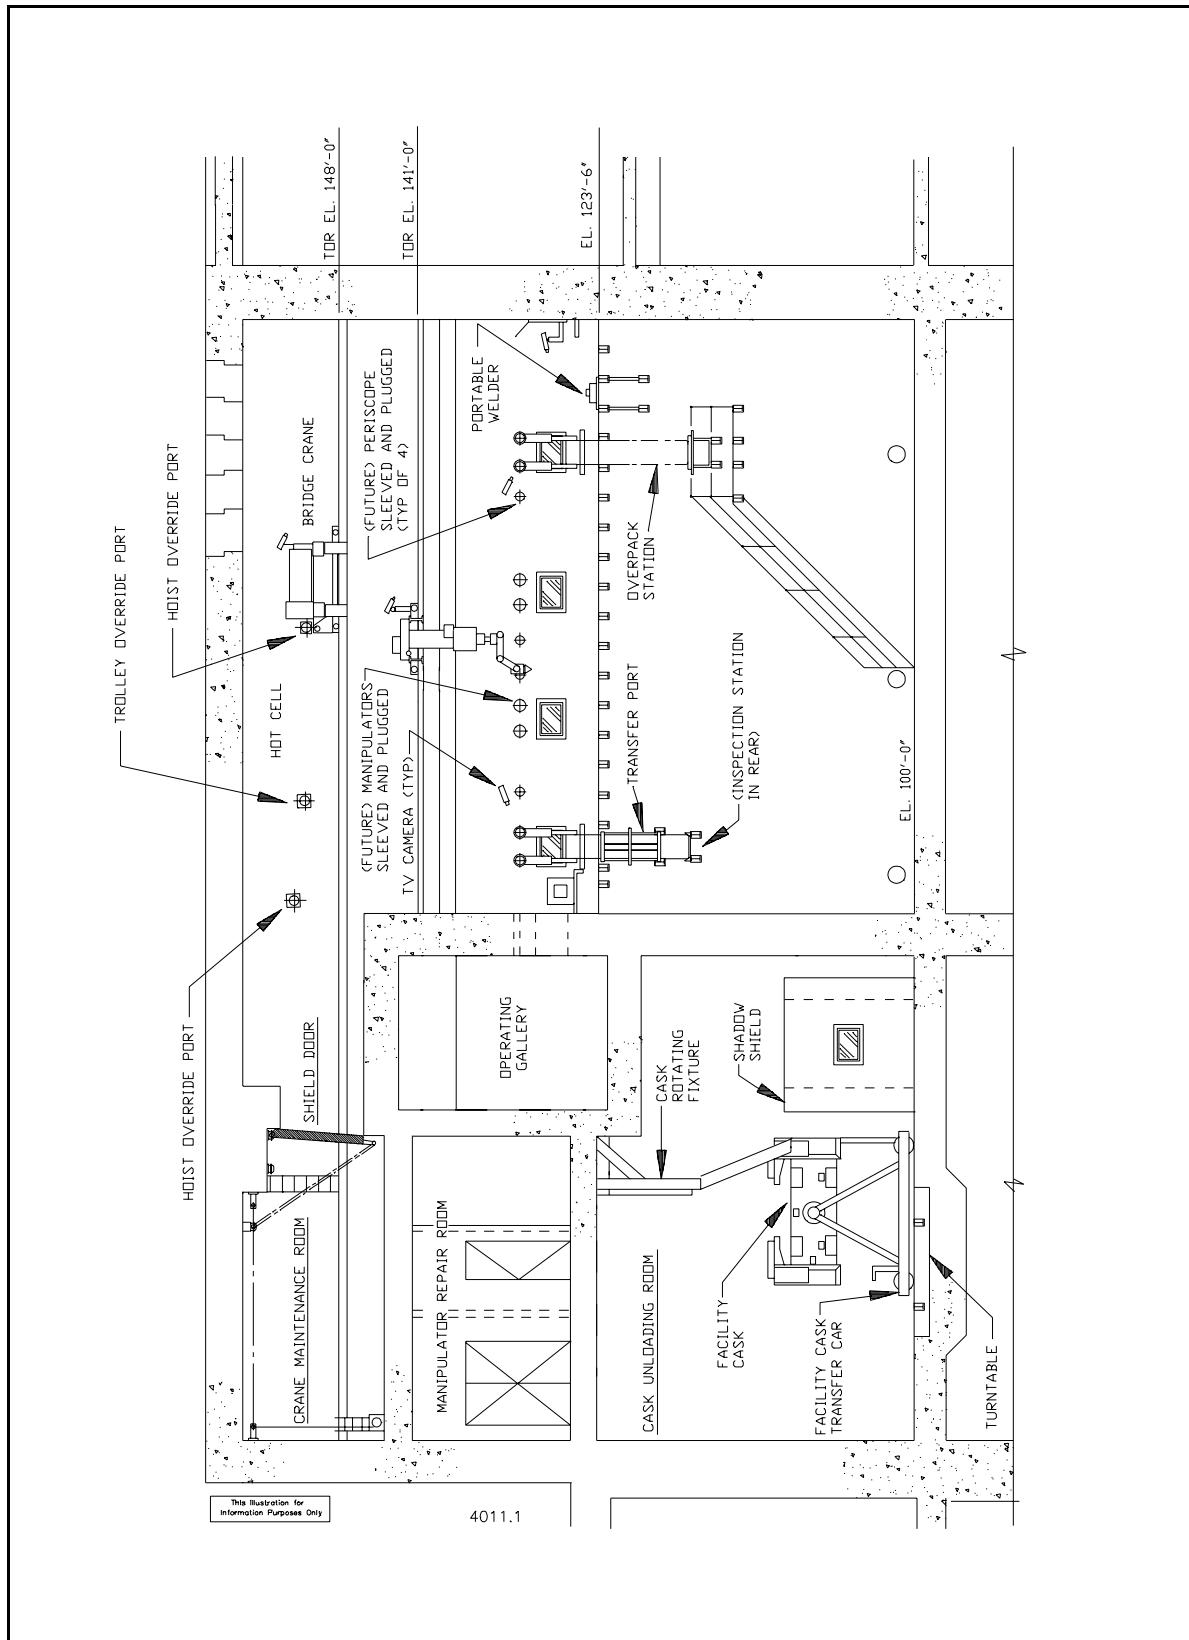 TROLLEY OVERRIDE PORT
HOIST OVERRIDE PORT
HOIST OVERRIDE PORT
BRIDGE CRANE
HOT CELL
SHIELD DOOR
CRANE MAINTENANCE ROOM
TOR EL. 148'-0"
TOR EL. 141'-0"
EL. 123'-6"
(FUTURE) PERISCOPE
SLEEVED AND PLUGGED
(TYP OF 4)
(FUTURE) MANIPULATORS
SLEEVED AND PLUGGED
TV CAMERA (TYP)
PORTABLE
WELDER
OPERATING
GALLERY
MANIPULATOR REPAIR ROOM
OVERPACK
STATION
TRANSFER PORT
(INSPECTION STATION
IN REAR)
EL. 100'-0"
CASK
ROTATING
FIXTURE
SHADOW
SHIELD
CASK UNLOADING ROOM
FACILITY
CASK
FACILITY CASK
TRANSFER CAR
TURNTABLE
This Illustration for
Information Purposes Only
4011.1